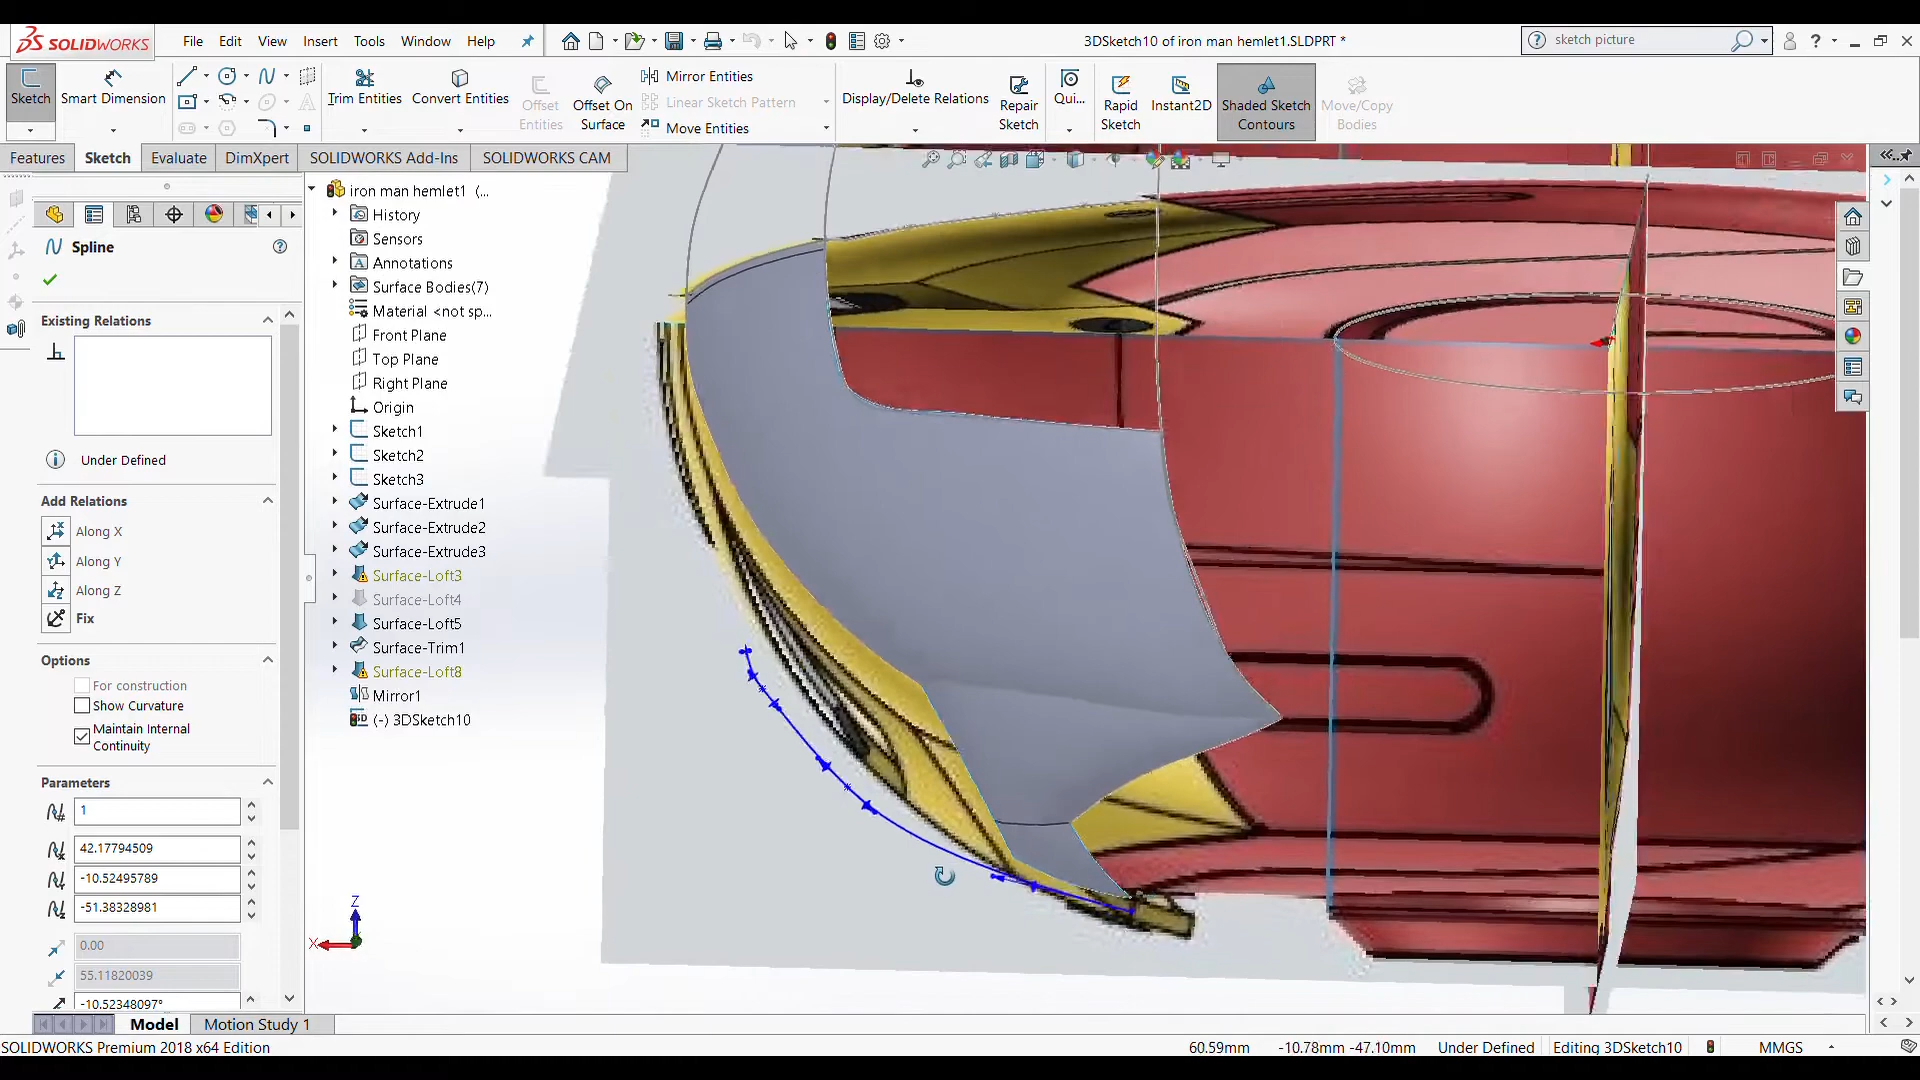 SOLIDWORKS
File Edit View Insert Tools Window Help
3DSketch10 of iron man hemlet1.SLDPRT *
sketch picture
Sketch
Smart Dimension
Trim Entities
Convert Entities
Offset Entities
Offset On Surface
Mirror Entities
Linear Sketch Pattern
Move Entities
Display/Delete Relations
Repair Sketch
Qui...
Rapid Sketch
Instant2D
Shaded Sketch Contours
Move/Copy Bodies
Features Sketch Evaluate DimXpert SOLIDWORKS Add-Ins SOLIDWORKS CAM
Spline
Existing Relations
Under Defined
Add Relations
Along X
Along Y
Along Z
Fix
Options
For construction
Show Curvature
Maintain Internal
Continuity
Parameters
1
42.17794509
-10.52495789
-51.38328981
0.00
55.11820039
-10.52348097°
iron man hemlet1 (...
History
Sensors
Annotations
Surface Bodies(7)
Material <not sp...
Front Plane
Top Plane
Right Plane
Origin
Sketch1
Sketch2
Sketch3
Surface-Extrude1
Surface-Extrude2
Surface-Extrude3
Surface-Loft3
Surface-Loft4
Surface-Loft5
Surface-Trim1
Surface-Loft8
Mirror1
(-) 3DSketch10
Z
X
Model Motion Study 1
SOLIDWORKS Premium 2018 x64 Edition
60.59mm -10.78mm -47.10mm Under Defined Editing 3DSketch10 MMGS